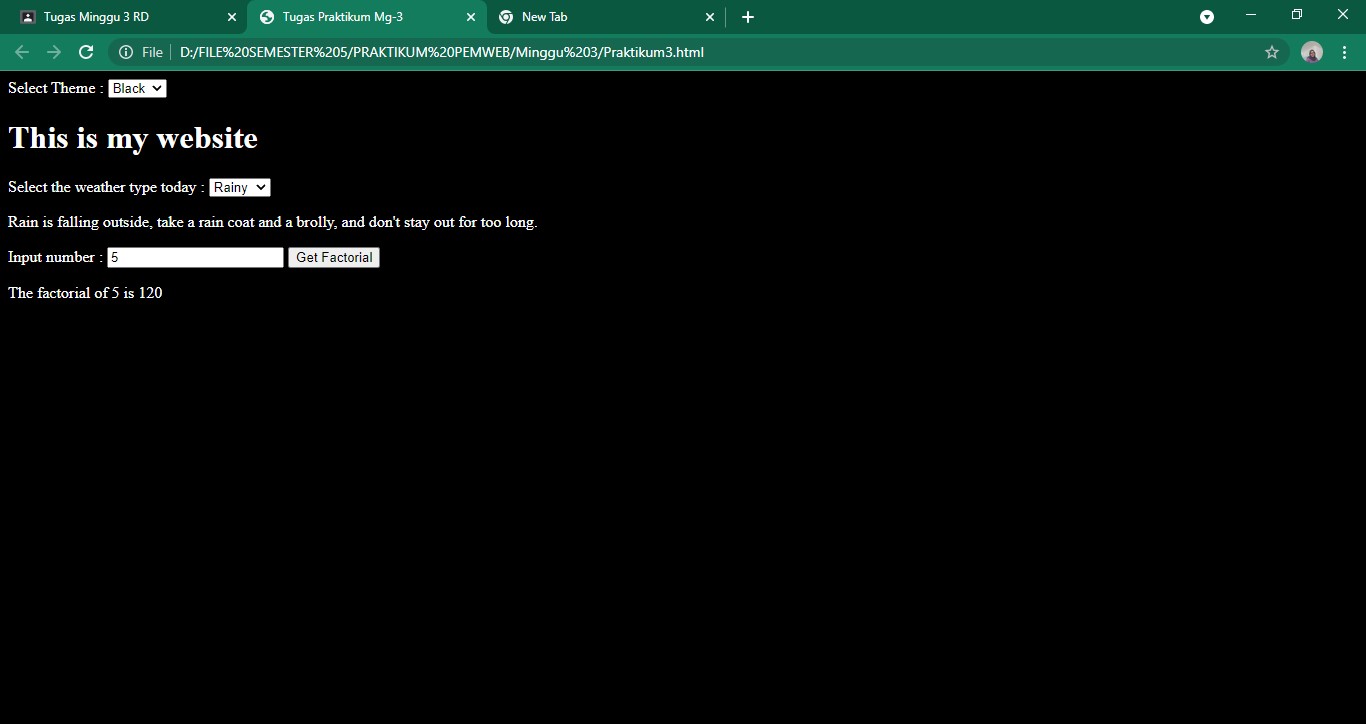 Tugas Minggu 3 RD
Tugas Praktikum Mg-3
New Tab
File
D:/FILE%20SEMESTER%205/PRAKTIKUM%20PEMWEB/Minggu%203/Praktikum3.html
Select Theme : Black
This is my website
Select the weather type today : Rainy
Rain is falling outside, take a rain coat and a brolly, and don't stay out for too long.
Input number : 5 Get Factorial
The factorial of 5 is 120